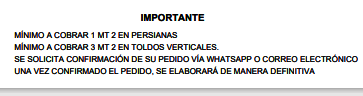 IMPORTANTE
MÍNIMO A COBRAR 1 MT 2 EN PERSIANAS
MÍNIMO A COBRAR 3 MT 2 EN TOLDOS VERTICALES.
SE SOLICITA CONFIRMACIÓN DE SU PEDIDO VÍA WHATSAPP O CORREO ELECTRÓNICO
UNA VEZ CONFIRMADO EL PEDIDO, SE ELABORARÁ DE MANERA DEFINITIVA